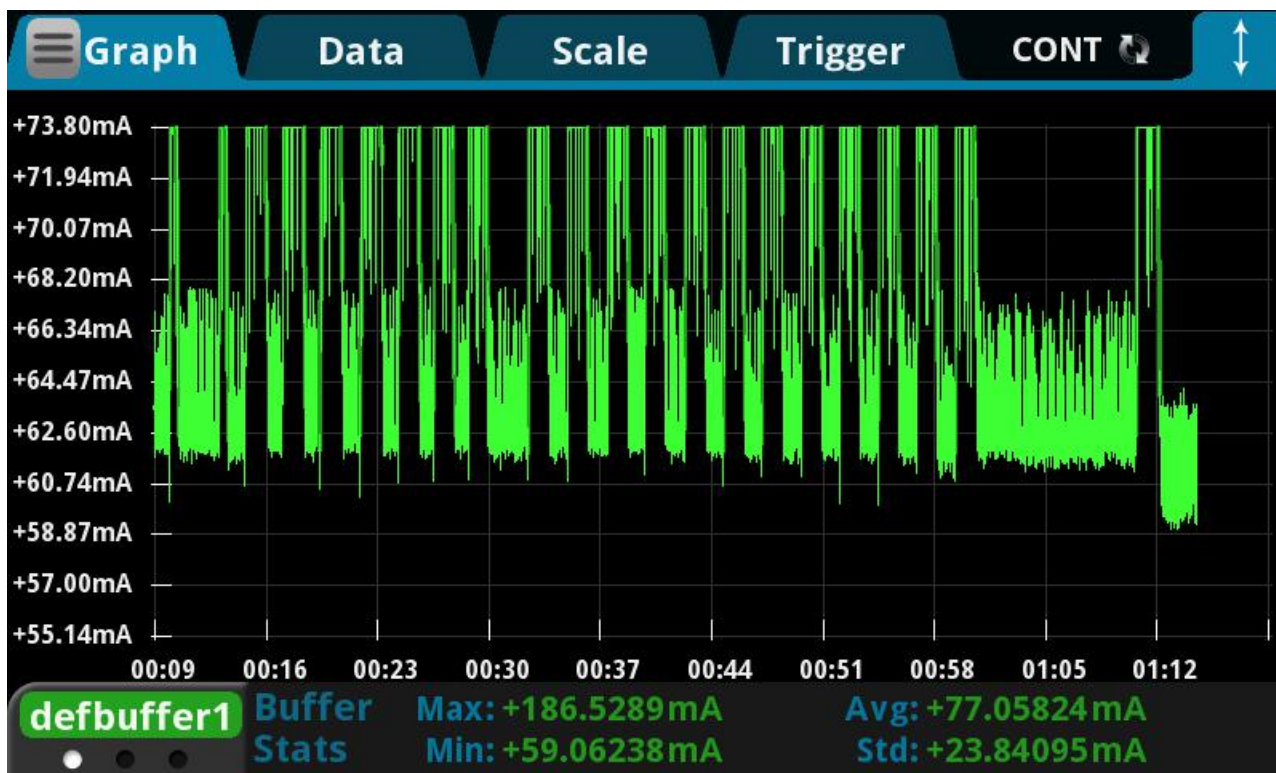 Graph Data Scale Trigger CONT
+73.80mA
+71.94mA
+70.07mA
+68.20mA
+66.34mA
+64.47mA
+62.60mA
+60.74mA
+58.87mA
+57.00mA
+55.14mA
00:09 00:16 00:23 00:30 00:37 00:44 00:51 00:58 01:05 01:12
defbuffer1 Buffer Max: +186.5289mA Avg: +77.05824mA
Stats Min: +59.06238mA Std: +23.84095mA